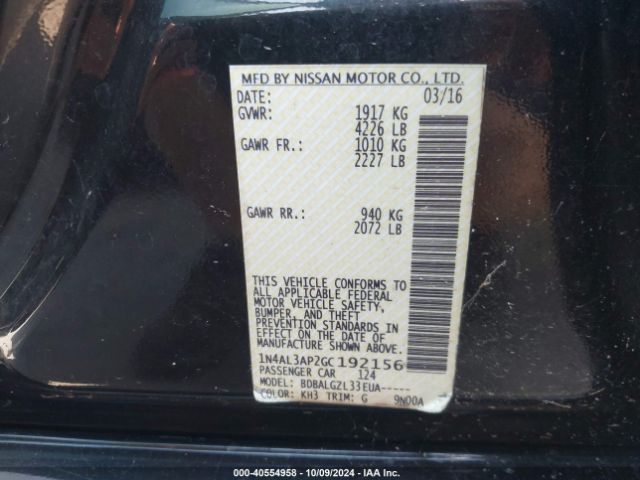 MFD BY NISSAN MOTOR CO., LTD.
DATE: 03/16
GVWR: 1917 KG
4226 LB
GAWR FR.: 1010 KG
2227 LB
GAWR RR.: 940 KG
2072 LB
THIS VEHICLE CONFORMS TO
ALL APPLICABLE FEDERAL
MOTOR VEHICLE SAFETY,
BUMPER, AND THEFT
PREVENTION STANDARDS IN
EFFECT ON THE DATE OF
MANUFACTURE SHOWN ABOVE.
1N4AL3AP2GC192156
PASSENGER CAR 124
MODEL: BDBALGZL33EUA-----
COLOR: KH3 TRIM: G 9N00A
000-40554958 | 10/09/2024 | IAA Inc.